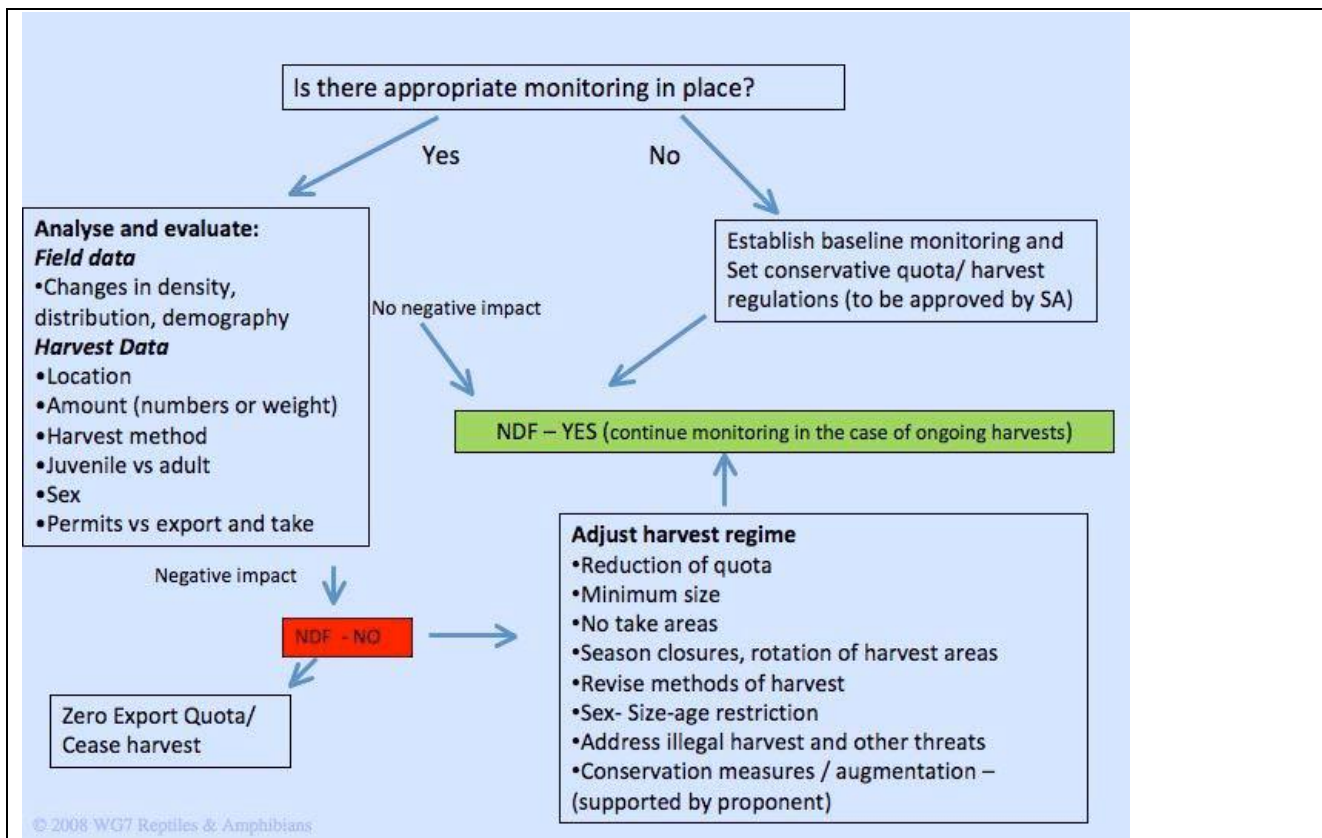 Is there appropriate monitoring in place?
Yes
No
Analyse and evaluate:
Field data
•Changes in density,
distribution, demography
Harvest Data
•Location
•Amount (numbers or weight)
•Harvest method
•Juvenile vs adult
•Sex
•Permits vs export and take
Establish baseline monitoring and
Set conservative quota/ harvest
regulations (to be approved by SA)
No negative impact
NDF – YES (continue monitoring in the case of ongoing harvests)
Negative impact
NDF - NO
Zero Export Quota/
Cease harvest
Adjust harvest regime
•Reduction of quota
•Minimum size
•No take areas
•Season closures, rotation of harvest areas
•Revise methods of harvest
•Sex- Size-age restriction
•Address illegal harvest and other threats
•Conservation measures / augmentation –
(supported by proponent)
© 2008 WG7 Reptiles & Amphibians